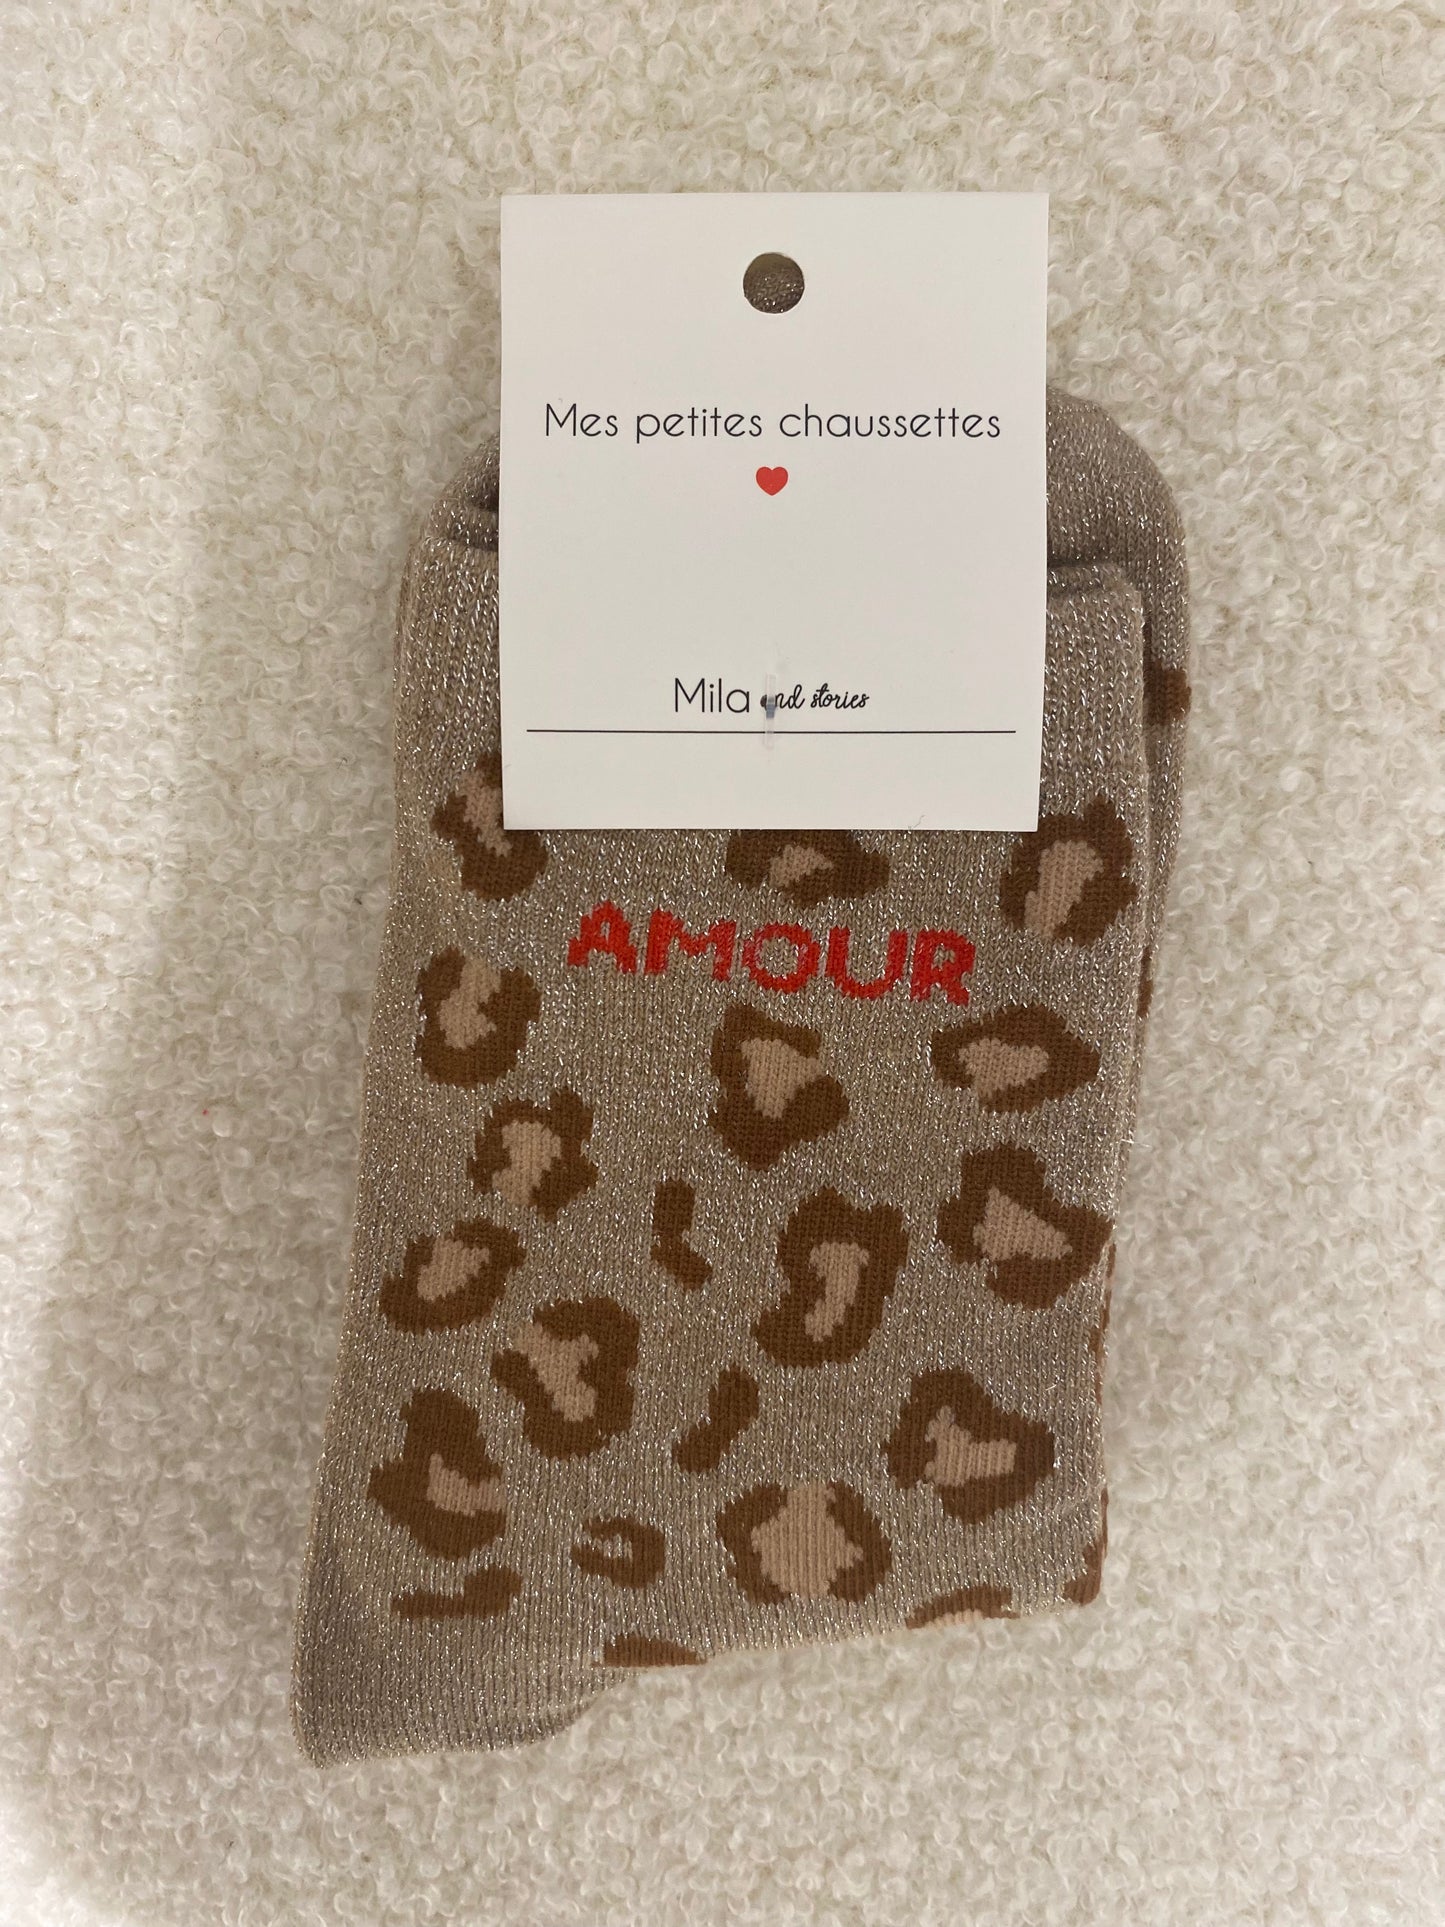 Mes petites chaussettes
Mila and stories
AMOUR